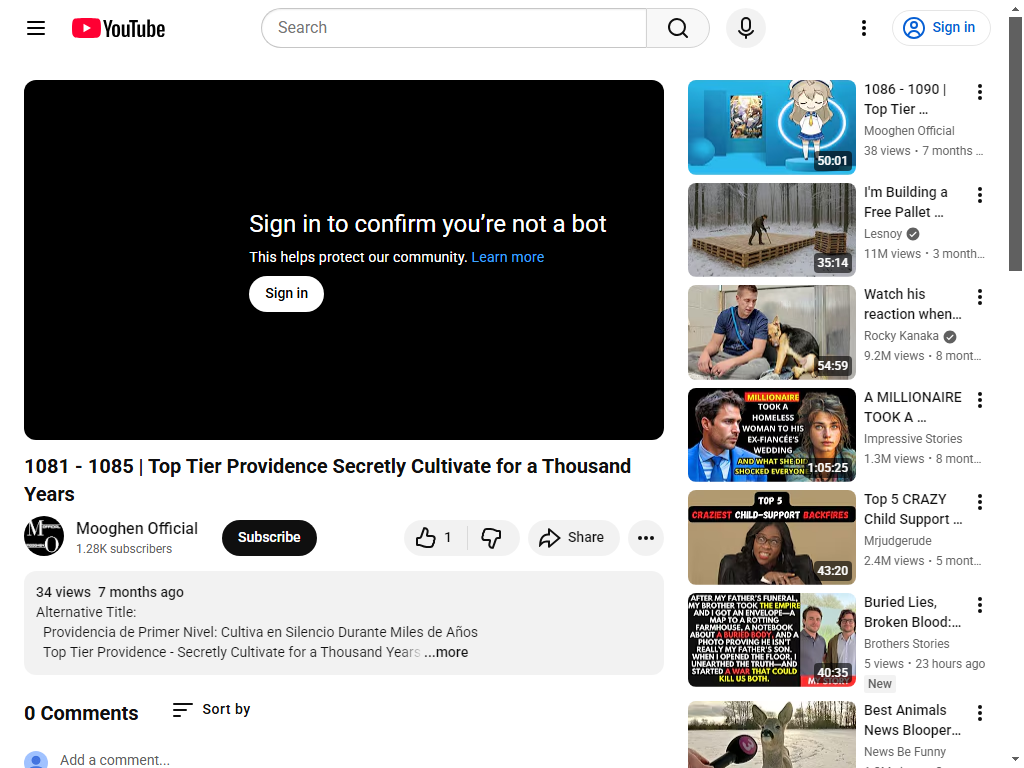 YouTube
Search
Sign in
Sign in to confirm you’re not a bot
This helps protect our community. Learn more
Sign in
1081 - 1085 | Top Tier Providence Secretly Cultivate for a Thousand
Years
Mooghen Official
1.28K subscribers
Subscribe
1
Share
34 views 7 months ago
Alternative Title:
Providencia de Primer Nivel: Cultiva en Silencio Durante Miles de Años
Top Tier Providence - Secretly Cultivate for a Thousand Years ...more
0 Comments
Sort by
Add a comment...
50:01
1086 - 1090 |
Top Tier ...
Mooghen Official
38 views • 7 months ...
35:14
I'm Building a
Free Pallet ...
Lesnoy
11M views • 3 month...
54:59
Watch his
reaction when...
Rocky Kanaka
9.2M views • 8 mont...
MILLIONAIRE
TOOK A
HOMELESS
WOMAN TO HIS
EX-FIANCÉE'S
WEDDING
AND WHAT SHE DI
SHOCKED EVERYON
1:05:25
A MILLIONAIRE
TOOK A ...
Impressive Stories
1.3M views • 8 mont...
TOP 5
CRAZIEST CHILD-SUPPORT BACKFIRES
43:20
Top 5 CRAZY
Child Support ...
Mrjudgerude
2.4M views • 5 mont...
AFTER MY FATHER'S FUNERAL,
MY BROTHER TOOK THE EMPIRE
AND I GOT AN ENVELOPE—A
MAP TO A ROTTING
FARMHOUSE, A NOTEBOOK
ABOUT A BURIED BODY, AND A
PHOTO PROVING HE ISN'T
REALLY MY FATHER'S SON.
WHEN I OPENED THE FLOOR, I
UNEARTHED THE TRUTH—AND
STARTED A WAR THAT COULD
KILL US BOTH.
40:35
Buried Lies,
Broken Blood:...
Brothers Stories
5 views • 23 hours ago
New
Best Animals
News Blooper...
News Be Funny